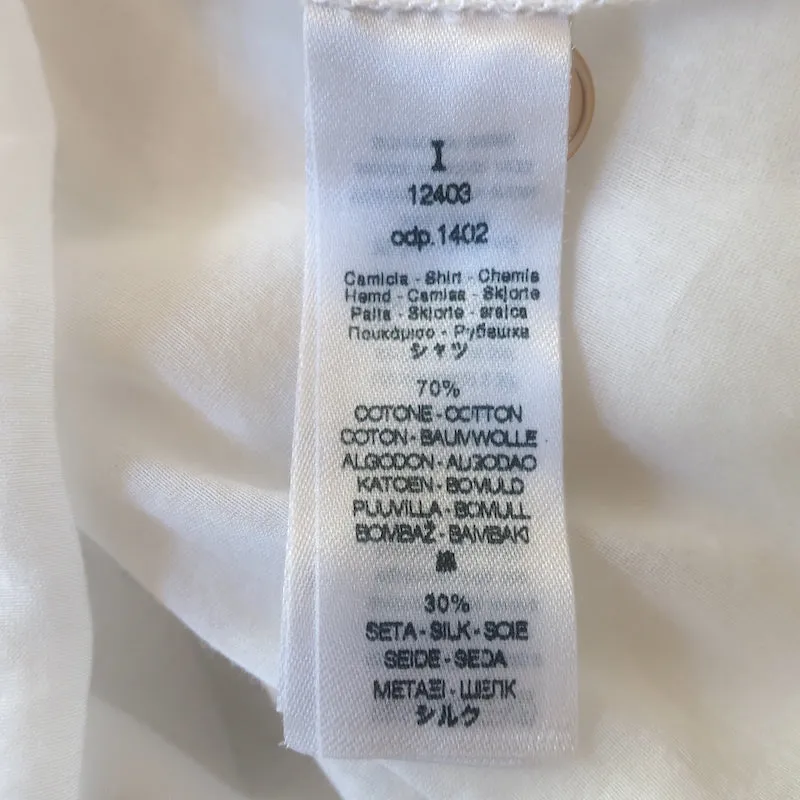 I
12403
odp.1402
Camicia - Shirt - Chemis
Hemd - Camisa - Skjorte
Paita - Skjorte - srajca
Πουκάμισο - Рубашка
シャツ
70%
COTONE - COTTON
COTON - BAUMWOLLE
ALGODON - ALGODAO
KATOEN - BOMULD
PUUVILLA - BOMULL
BOMBAŽ - BAMBAKI
綿
30%
SETA - SILK - SOIE
SEIDE - SEDA
ΜΕΤΑΞΙ - ШЕЛК
シルク